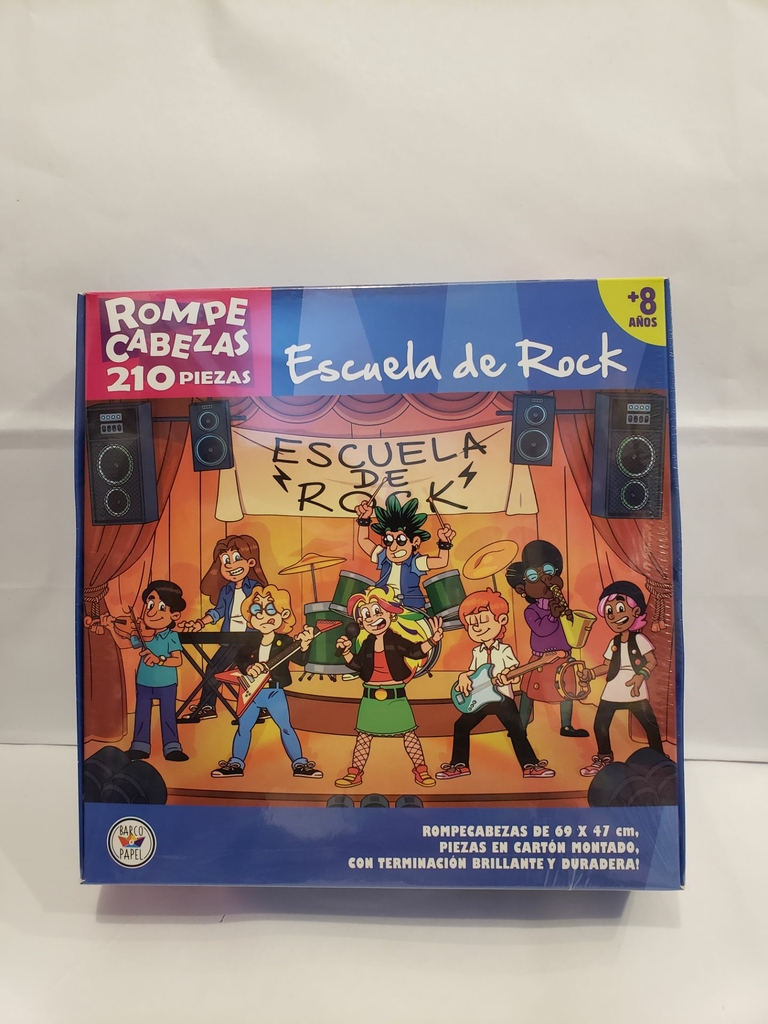 ROMPE
CABEZAS
210 PIEZAS
Escuela de Rock
+8
AÑOS
ESCUELA
DE
ROCK
BARCO
PAPEL
ROMPECABEZAS DE 69 X 47 cm,
PIEZAS EN CARTÓN MONTADO,
CON TERMINACIÓN BRILLANTE Y DURADERA!